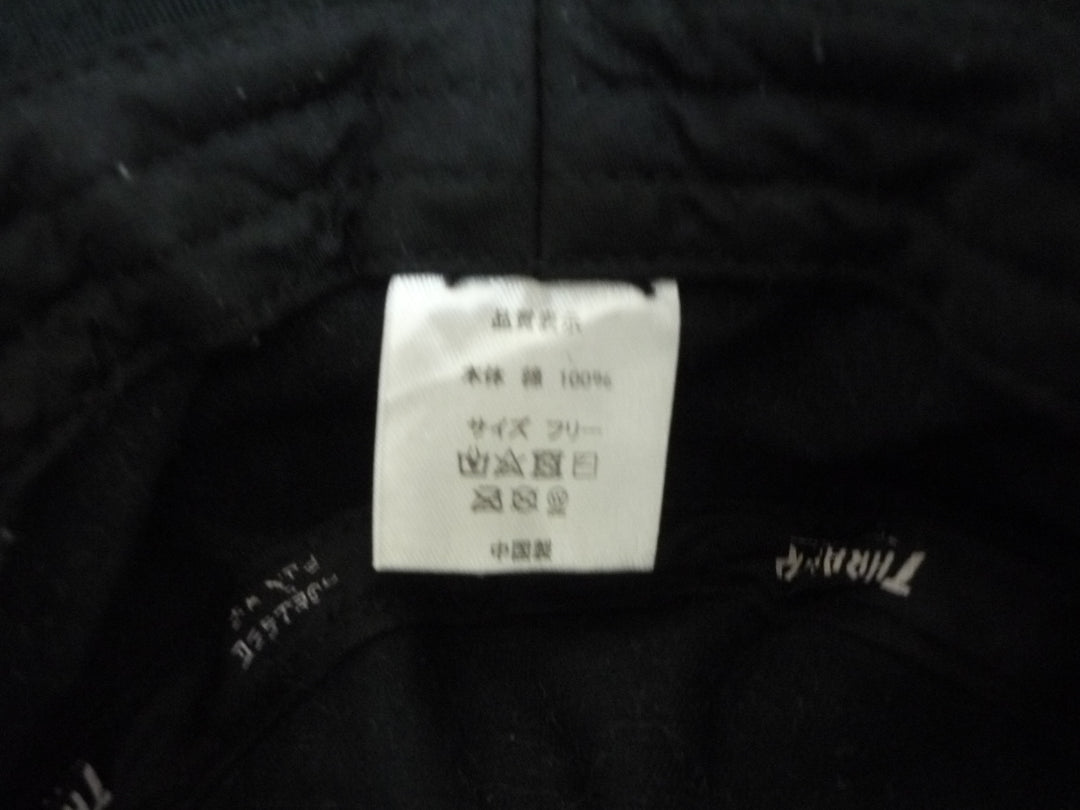 品質表示
本体 綿 100%
サイズ フリー
中国製